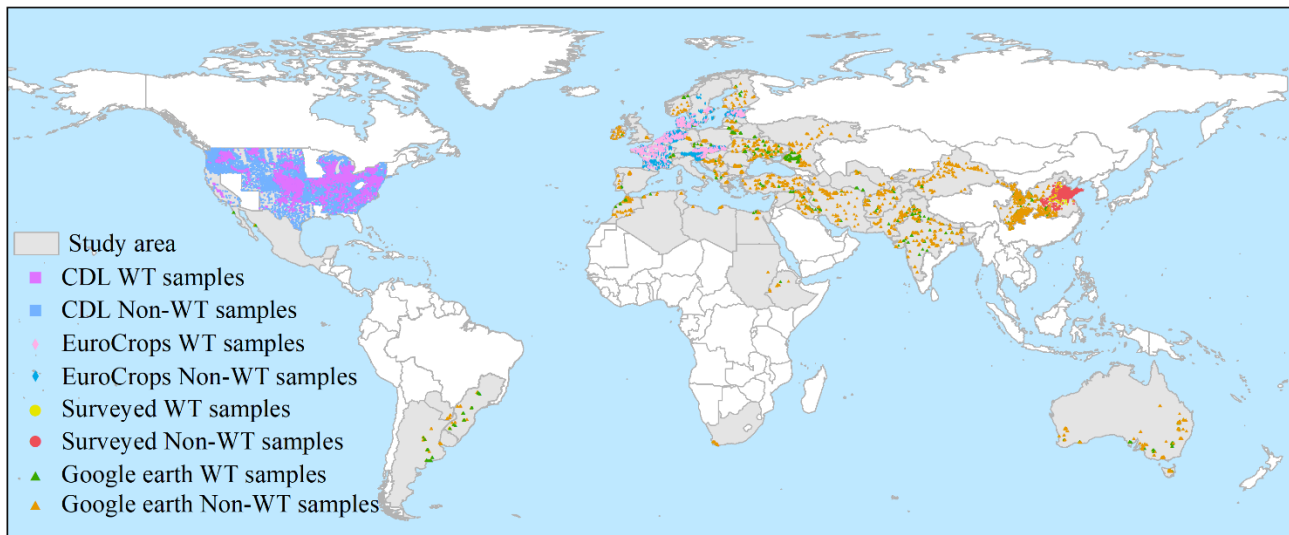 Study area
CDL WT samples
CDL Non-WT samples
EuroCrops WT samples
EuroCrops Non-WT samples
Surveyed WT samples
Surveyed Non-WT samples
Google earth WT samples
Google earth Non-WT samples